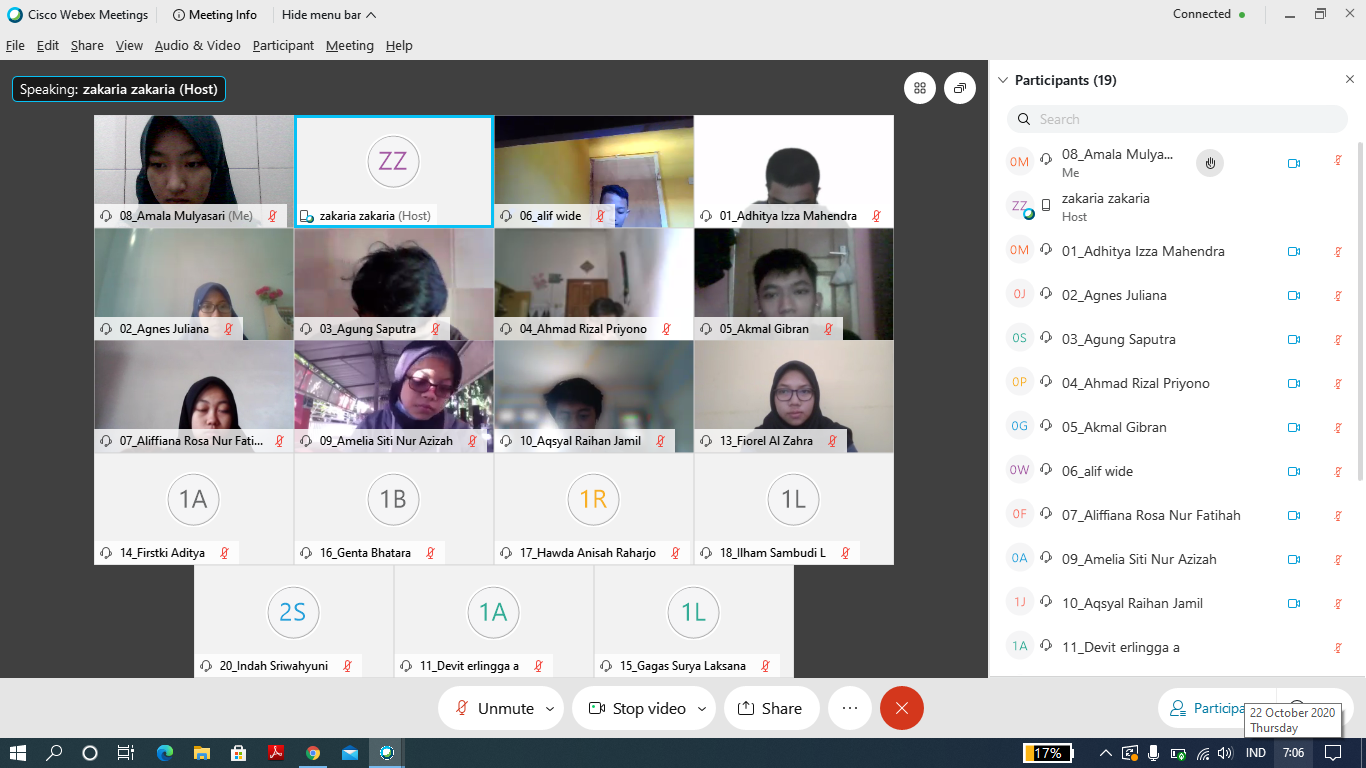 Cisco Webex Meetings
Meeting Info
Hide menu bar
Connected
File Edit Share View Audio & Video Participant Meeting Help
Speaking: zakaria zakaria (Host)
ZZ
08_Amala Mulyasari (Me)
zakaria zakaria (Host)
06_alif wide
01_Adhitya Izza Mahendra
02_Agnes Juliana
03_Agung Saputra
04_Ahmad Rizal Priyono
05_Akmal Gibran
07_Aliffiana Rosa Nur Fati...
09_Amelia Siti Nur Azizah
10_Aqsyal Raihan Jamil
13_Fiorel Al Zahra
1A
1B
1R
1L
14_Firstki Aditya
16_Genta Bhatara
17_Hawda Anisah Raharjo
18_Ilham Sambudi L
2S
1A
1L
20_Indah Sriwahyuni
11_Devit erlingga a
15_Gagas Surya Laksana
Participants (19)
Search
0M
08_Amala Mulya...
Me
ZZ
zakaria zakaria
Host
0M
01_Adhitya Izza Mahendra
0J
02_Agnes Juliana
0S
03_Agung Saputra
0P
04_Ahmad Rizal Priyono
0G
05_Akmal Gibran
0W
06_alif wide
0F
07_Aliffiana Rosa Nur Fatihah
0A
09_Amelia Siti Nur Azizah
1J
10_Aqsyal Raihan Jamil
1A
11_Devit erlingga a
Unmute
Stop video
Share
Participa
22 October 2020
Thursday
17%
IND
7:06